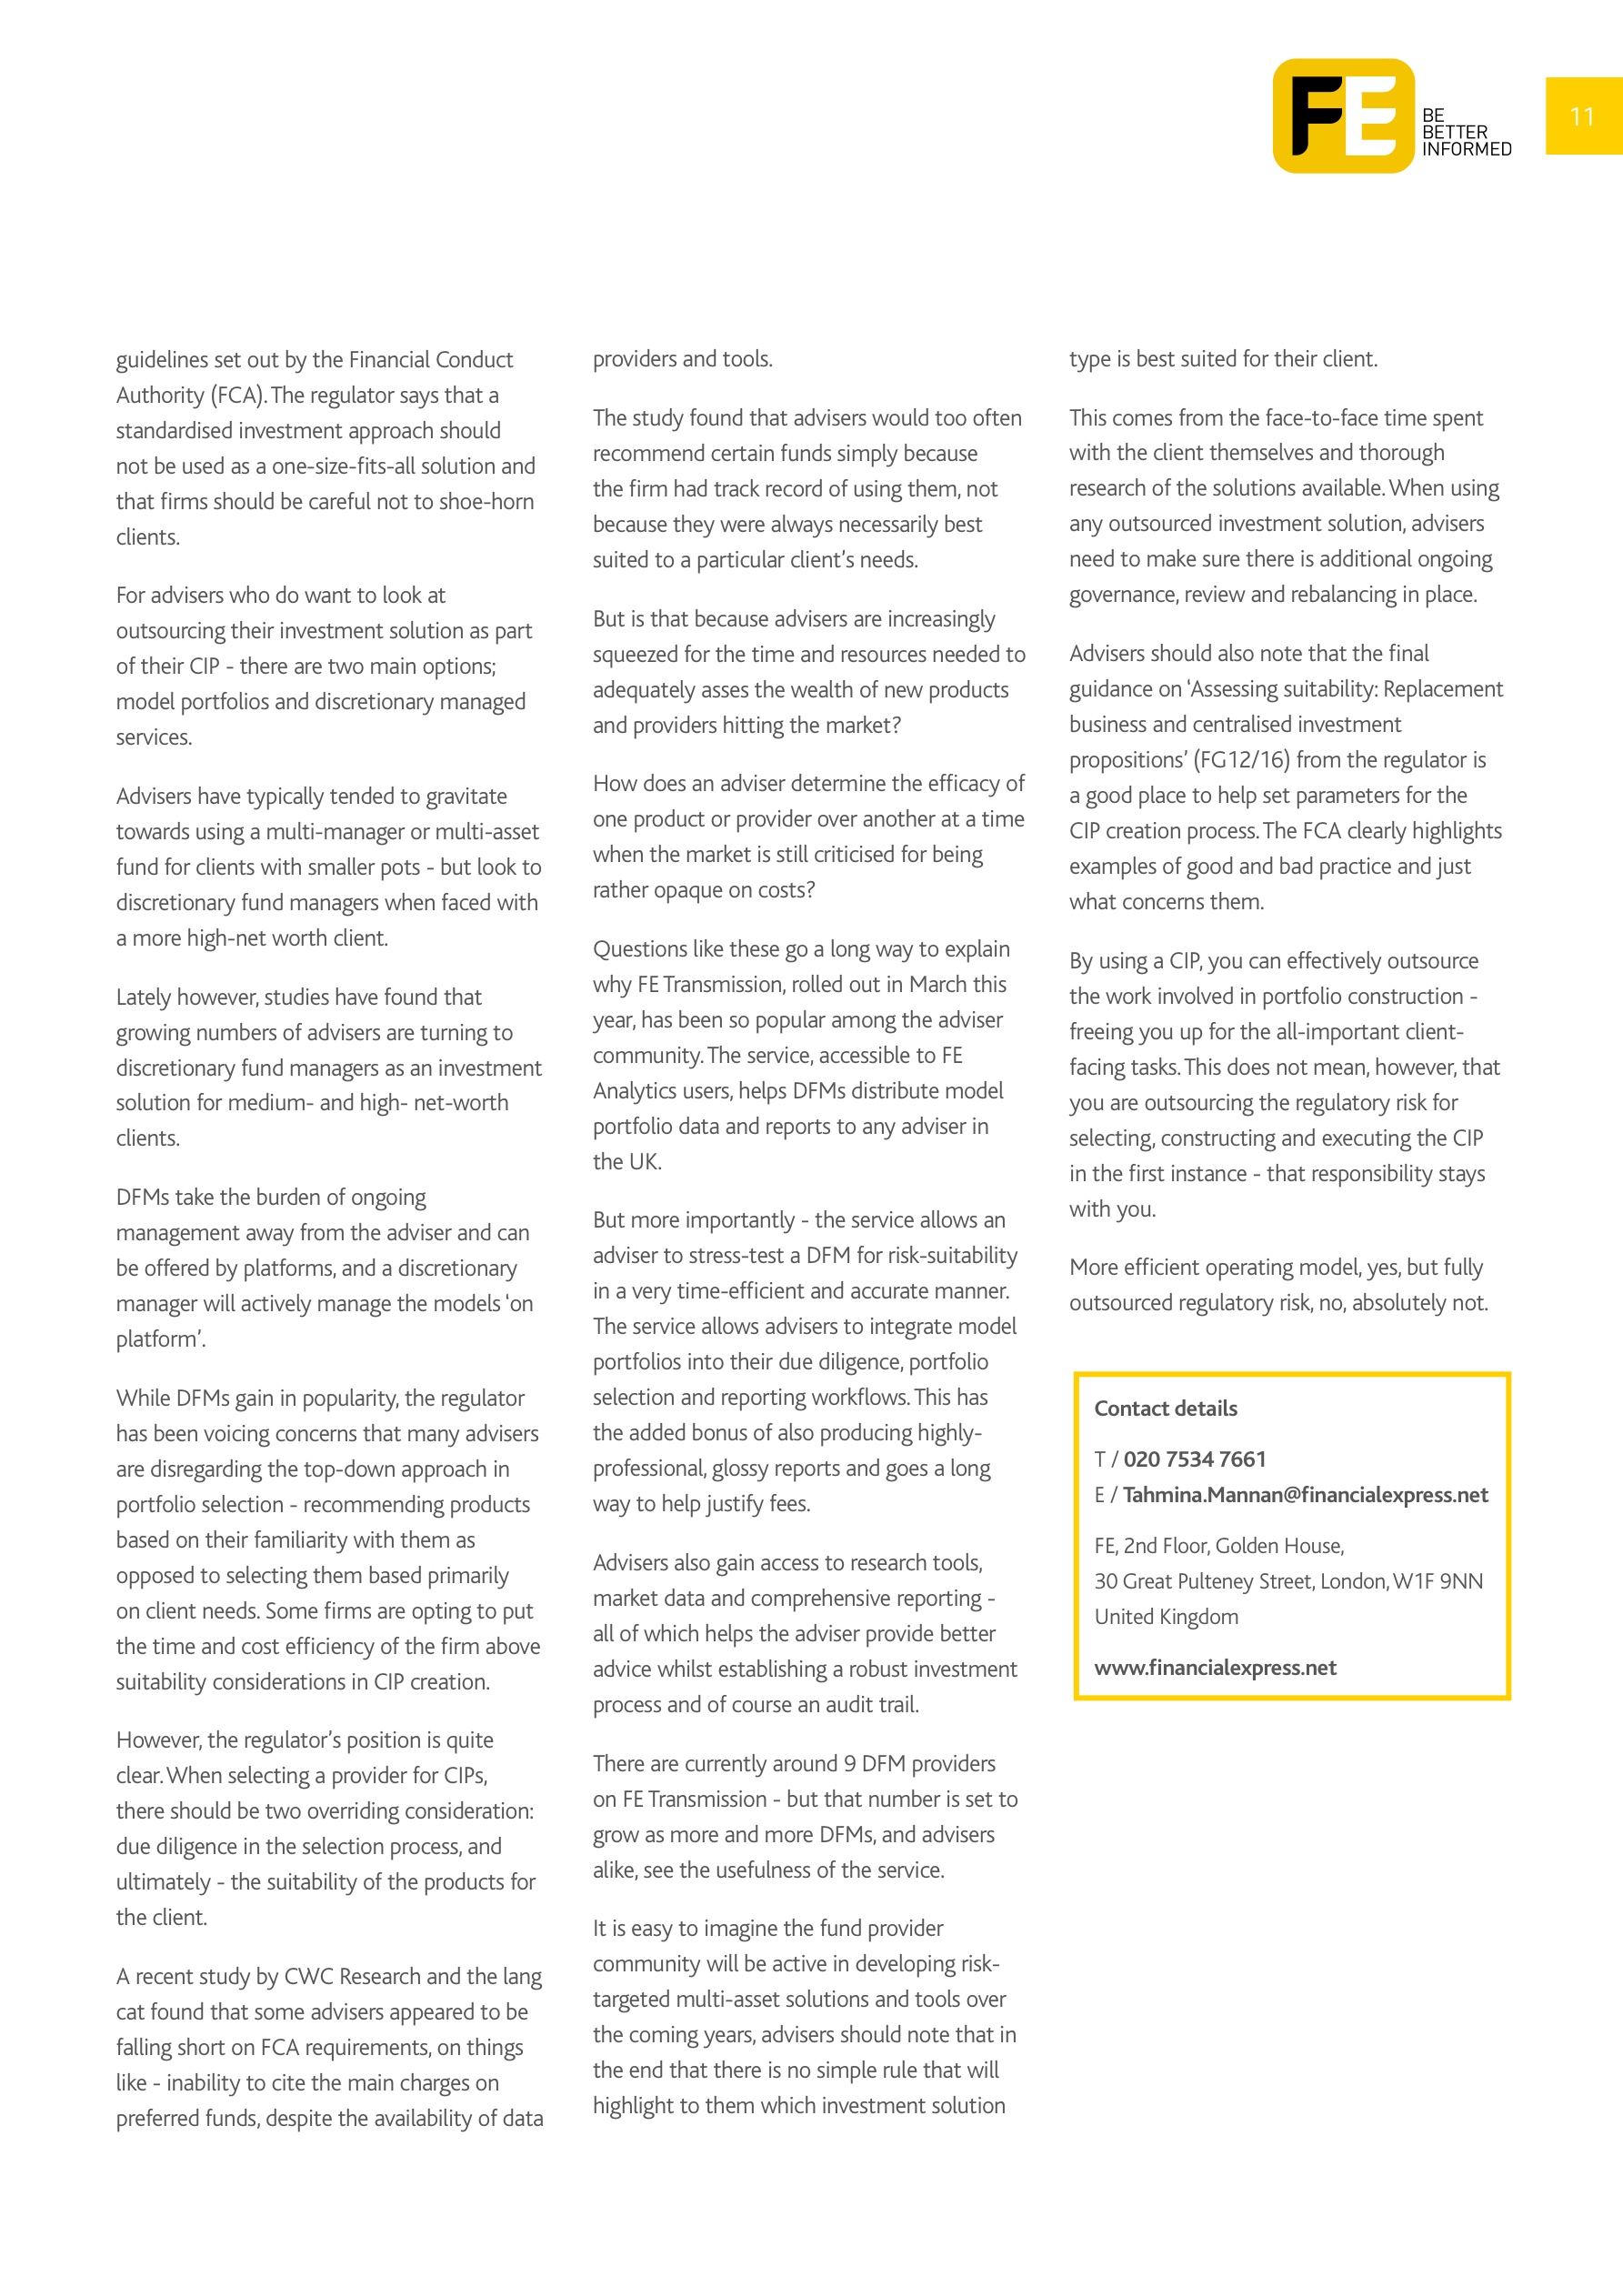 FE
BE
BETTER
INFORMED
11
guidelines set out by the Financial Conduct
Authority (FCA). The regulator says that a
standardised investment approach should
not be used as a one-size-fits-all solution and
that firms should be careful not to shoe-horn
clients.
For advisers who do want to look at
outsourcing their investment solution as part
of their CIP - there are two main options;
model portfolios and discretionary managed
services.
Advisers have typically tended to gravitate
towards using a multi-manager or multi-asset
fund for clients with smaller pots - but look to
discretionary fund managers when faced with
a more high-net worth client.
Lately however, studies have found that
growing numbers of advisers are turning to
discretionary fund managers as an investment
solution for medium- and high- net-worth
clients.
DFMs take the burden of ongoing
management away from the adviser and can
be offered by platforms, and a discretionary
manager will actively manage the models ‘on
platform’.
While DFMs gain in popularity, the regulator
has been voicing concerns that many advisers
are disregarding the top-down approach in
portfolio selection - recommending products
based on their familiarity with them as
opposed to selecting them based primarily
on client needs. Some firms are opting to put
the time and cost efficiency of the firm above
suitability considerations in CIP creation.
However, the regulator’s position is quite
clear. When selecting a provider for CIPs,
there should be two overriding consideration:
due diligence in the selection process, and
ultimately - the suitability of the products for
the client.
A recent study by CWC Research and the lang
cat found that some advisers appeared to be
falling short on FCA requirements, on things
like - inability to cite the main charges on
preferred funds, despite the availability of data
providers and tools.
The study found that advisers would too often
recommend certain funds simply because
the firm had track record of using them, not
because they were always necessarily best
suited to a particular client’s needs.
But is that because advisers are increasingly
squeezed for the time and resources needed to
adequately asses the wealth of new products
and providers hitting the market?
How does an adviser determine the efficacy of
one product or provider over another at a time
when the market is still criticised for being
rather opaque on costs?
Questions like these go a long way to explain
why FE Transmission, rolled out in March this
year, has been so popular among the adviser
community. The service, accessible to FE
Analytics users, helps DFMs distribute model
portfolio data and reports to any adviser in
the UK.
But more importantly - the service allows an
adviser to stress-test a DFM for risk-suitability
in a very time-efficient and accurate manner.
The service allows advisers to integrate model
portfolios into their due diligence, portfolio
selection and reporting workflows. This has
the added bonus of also producing highly-
professional, glossy reports and goes a long
way to help justify fees.
Advisers also gain access to research tools,
market data and comprehensive reporting -
all of which helps the adviser provide better
advice whilst establishing a robust investment
process and of course an audit trail.
There are currently around 9 DFM providers
on FE Transmission - but that number is set to
grow as more and more DFMs, and advisers
alike, see the usefulness of the service.
It is easy to imagine the fund provider
community will be active in developing risk-
targeted multi-asset solutions and tools over
the coming years, advisers should note that in
the end that there is no simple rule that will
highlight to them which investment solution
type is best suited for their client.
This comes from the face-to-face time spent
with the client themselves and thorough
research of the solutions available. When using
any outsourced investment solution, advisers
need to make sure there is additional ongoing
governance, review and rebalancing in place.
Advisers should also note that the final
guidance on ‘Assessing suitability: Replacement
business and centralised investment
propositions’ (FG12/16) from the regulator is
a good place to help set parameters for the
CIP creation process. The FCA clearly highlights
examples of good and bad practice and just
what concerns them.
By using a CIP, you can effectively outsource
the work involved in portfolio construction -
freeing you up for the all-important client-
facing tasks. This does not mean, however, that
you are outsourcing the regulatory risk for
selecting, constructing and executing the CIP
in the first instance - that responsibility stays
with you.
More efficient operating model, yes, but fully
outsourced regulatory risk, no, absolutely not.
Contact details
T / 020 7534 7661
E / Tahmina.Mannan@financialexpress.net
FE, 2nd Floor, Golden House,
30 Great Pulteney Street, London, W1F 9NN
United Kingdom
www.financialexpress.net